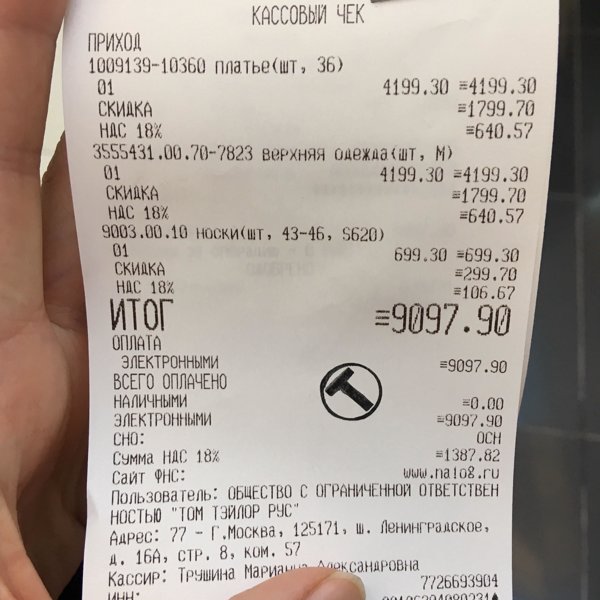 КАССОВЫЙ ЧЕК
ПРИХОД
1009139-10360 платье(шт, 36)
01 4199.30 =4199.30
СКИДКА =1799.70
НДС 18% =640.57
3555431.00.70-7823 верхняя одежда(шт, M)
01 4199.30 =4199.30
СКИДКА =1799.70
НДС 18% =640.57
9003.00.10 носки(шт, 43-46, S620)
01 699.30 =699.30
СКИДКА =299.70
НДС 18% =106.67
ИТОГ =9097.90
ОПЛАТА
ЭЛЕКТРОННЫМИ =9097.90
ВСЕГО ОПЛАЧЕНО
НАЛИЧНЫМИ =0.00
ЭЛЕКТРОННЫМИ =9097.90
СНО: ОСН
Сумма НДС 18% =1387.82
Сайт ФНС: www.nalog.ru
Пользователь: ОБЩЕСТВО С ОГРАНИЧЕННОЙ ОТВЕТСТВЕН
НОСТЬЮ "ТОМ ТЭЙЛОР РУС"
Адрес: 77 - Г.Москва, 125171, ш. Ленинградское,
д. 16А, СТР. 8, ком. 57
Кассир: Трушина Марианна Александровна
ИНН: 7726693904